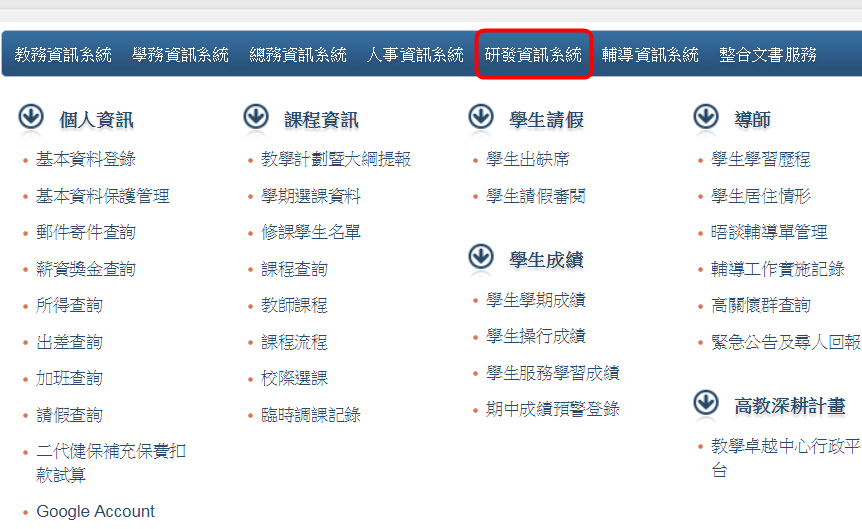 教務資訊系統 學務資訊系統 總務資訊系統 人事資訊系統 研發資訊系統 輔導資訊系統 整合文書服務
個人資訊
基本資料登錄
基本資料保護管理
郵件寄件查詢
薪資獎金查詢
所得查詢
出差查詢
加班查詢
請假查詢
二代健保補充保費扣
款試算
Google Account
課程資訊
教學計劃暨大綱提報
學期選課資料
修課學生名單
課程查詢
教師課程
課程流程
校際選課
臨時調課記錄
學生請假
學生出缺席
學生請假審閱
學生成績
學生學期成績
學生操行成績
學生服務學習成績
期中成績預警登錄
導師
學生學習歷程
學生居住情形
晤談輔導單管理
輔導工作實施記錄
高關懷群查詢
緊急公告及尋人回報
高教深耕計畫
教學卓越中心行政平
台